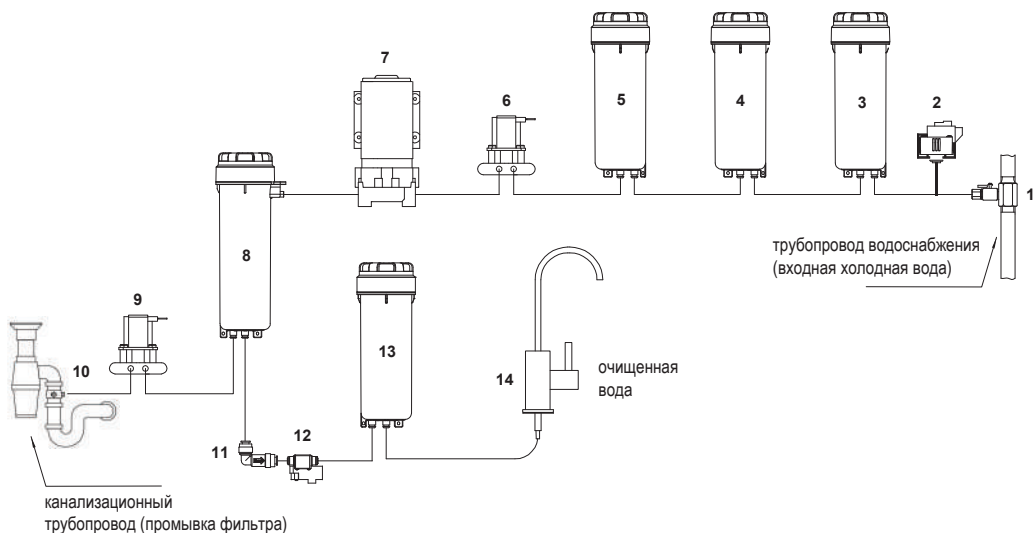 7
6
5
4
3
2
1
трубопровод водоснабжения
(входная холодная вода)
8
9
10
13
14
очищенная
вода
11
12
канализационный
трубопровод (промывка фильтра)